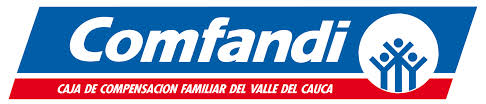 Comfandi
CAJA DE COMPENSACION FAMILIAR DEL VALLE DEL CAUCA